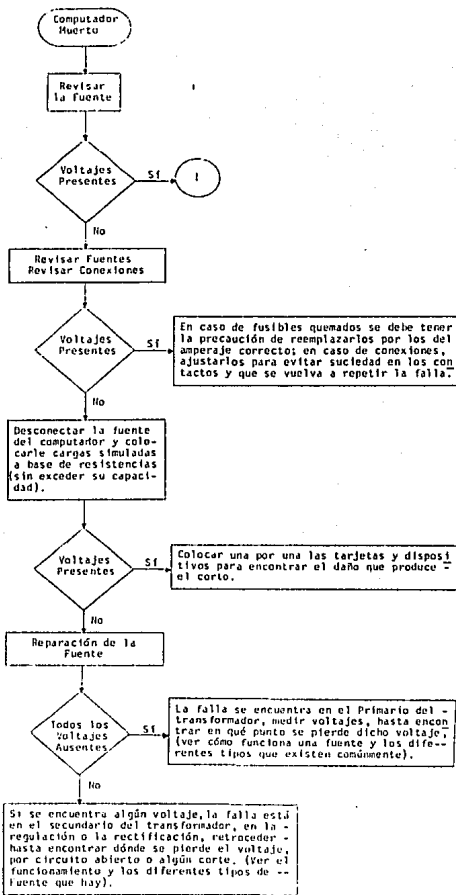 Computador
Muerto
Revisar
la Fuente
Voltajes
Presentes
Sí
1
No
Revisar Fuentes
Revisar Conexiones
Voltajes
Presentes
Sí
En caso de fusibles quemados se debe tener
la precaución de reemplazarlos por los del
amperaje correcto; en caso de conexiones,
ajustarlos para evitar suciedad en los con
tactos y que se vuelva a repetir la falla.
No
Desconectar la fuente
del computador y colo-
carle cargas simuladas
a base de resistencias
(sin exceder su capaci-
dad).
Voltajes
Presentes
Sí
Colocar una por una las tarjetas y disposi
tivos para encontrar el daño que produce -
el corto.
No
Reparación de la
Fuente
Todos los
Voltajes
Ausentes
Sí
La falla se encuentra en el Primario del -
transformador, medir voltajes, hasta encon
trar en qué punto se pierde dicho voltaje,
(ver cómo funciona una fuente y los dife--
rentes tipos que existen comúnmente).
No
Si se encuentra algún voltaje, la falla está
en el secundario del transformador, en la -
regulación o la rectificación, retroceder -
hasta encontrar dónde se pierde el voltaje,
por circuito abierto o algún corte. (Ver el
funcionamiento y los diferentes tipos de --
fuente que hay).